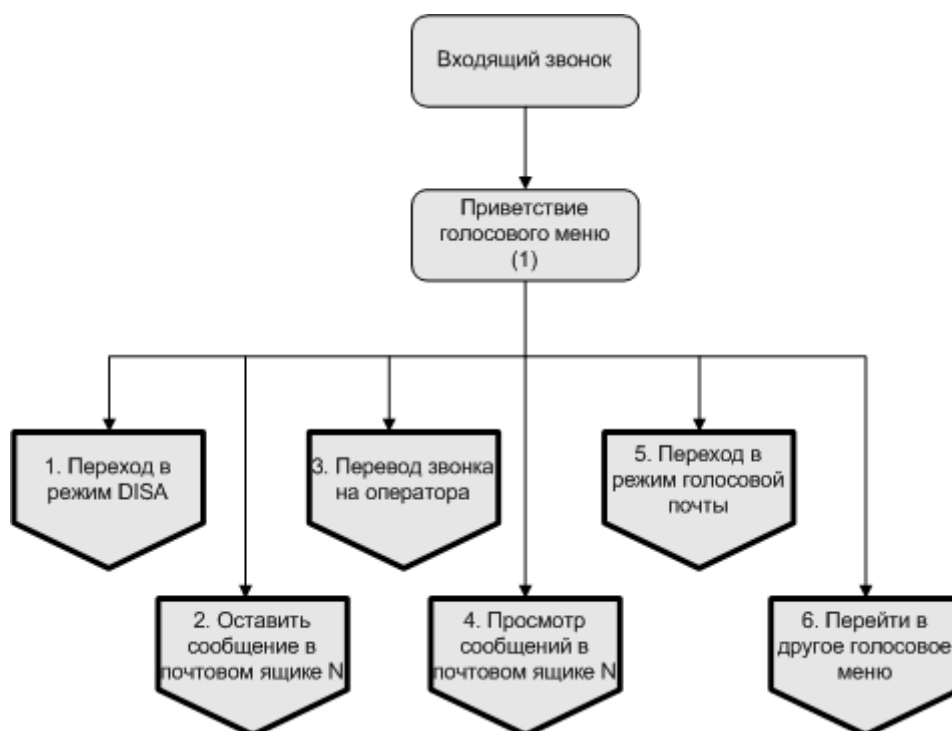 Входящий звонок
Приветствие
голосового меню
(1)
1. Переход в
режим DISA
3. Перевод звонка
на оператора
5. Переход в
режим голосовой
почты
2. Оставить
сообщение в
почтовом ящике N
4. Просмотр
сообщений в
почтовом ящике N
6. Перейти в
другое голосовое
меню